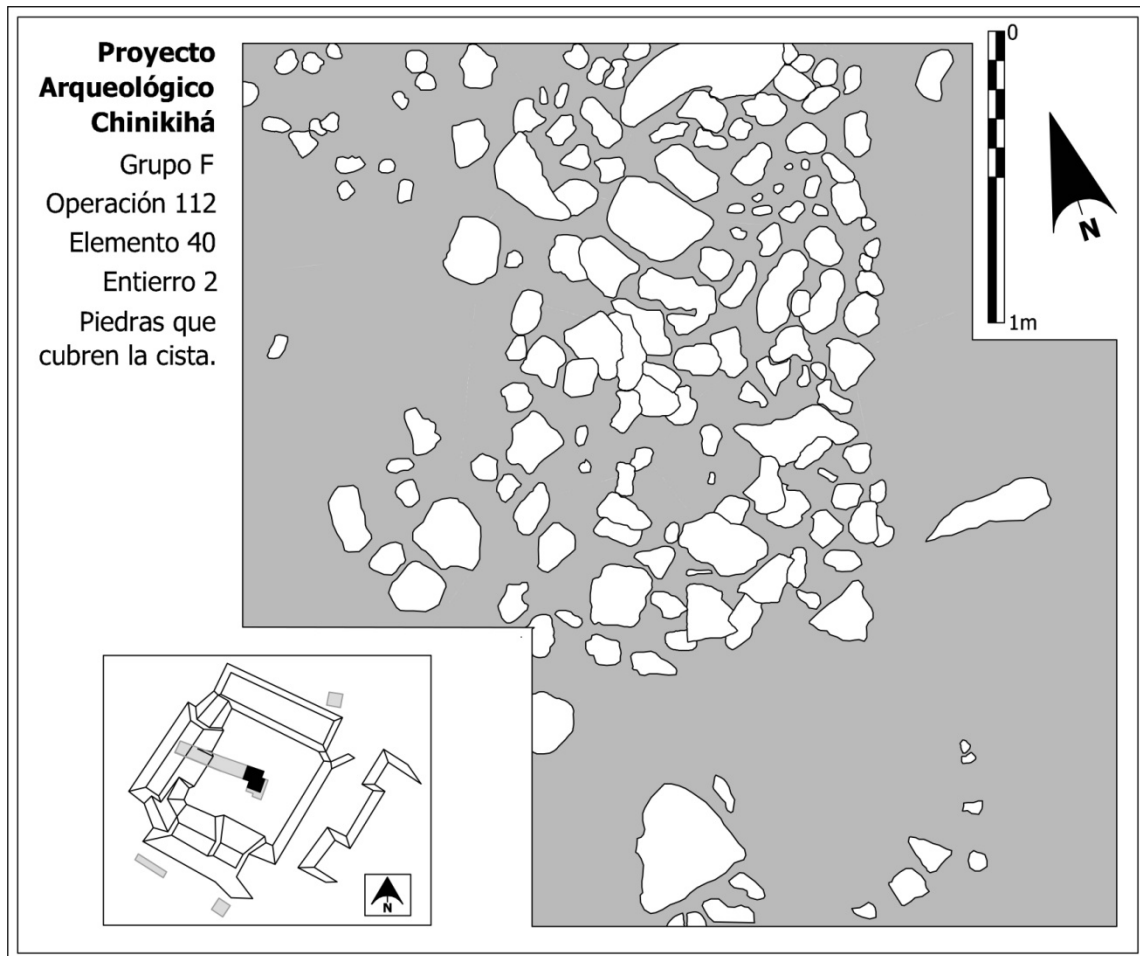 Proyecto
Arqueológico
Chinikihá
Grupo F
Operación 112
Elemento 40
Entierro 2
Piedras que
cubren la cista.
0
1m
N
N